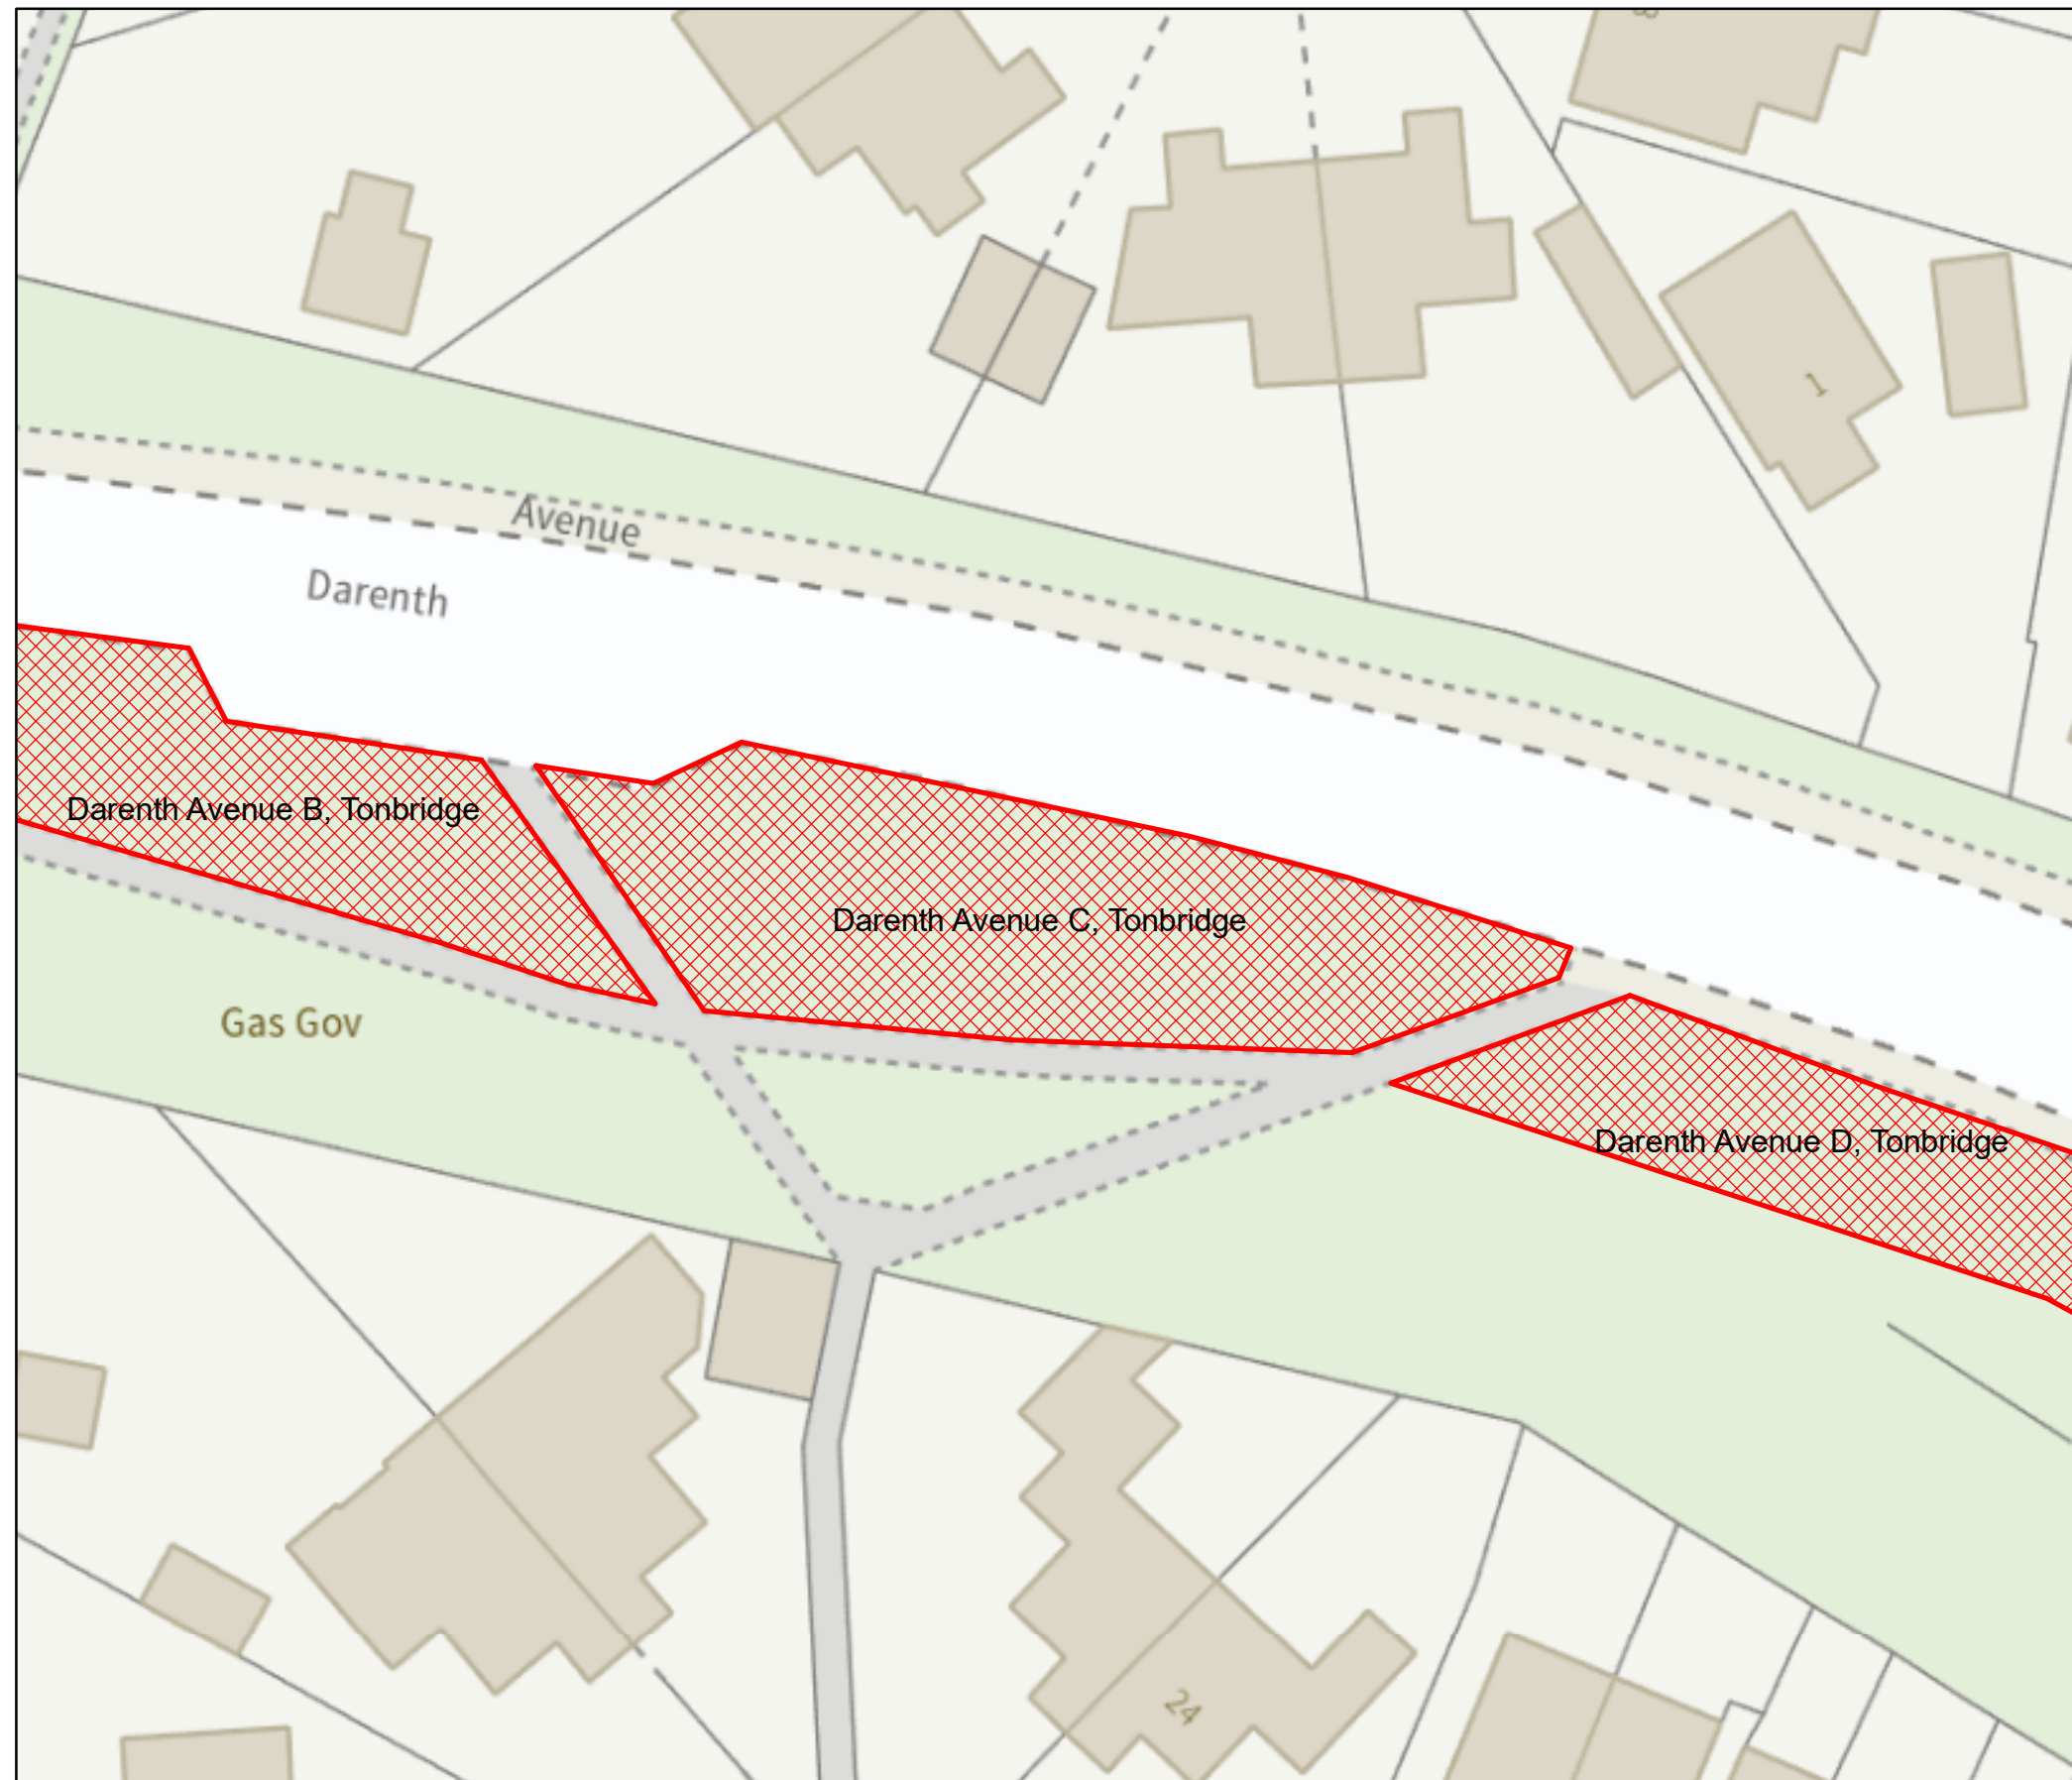 1
Avenue
Darenth
Darenth Avenue B, Tonbridge
Darenth Avenue C, Tonbridge
Gas Gov
Darenth Avenue D, Tonbridge
24